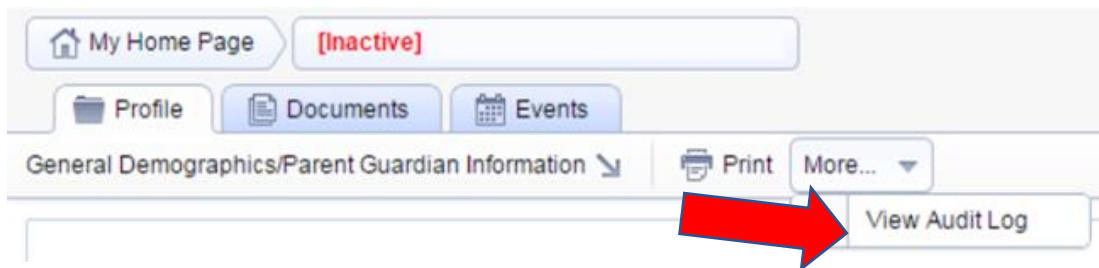 My Home Page [Inactive]
Profile Documents Events
General Demographics/Parent Guardian Information Print More...
View Audit Log